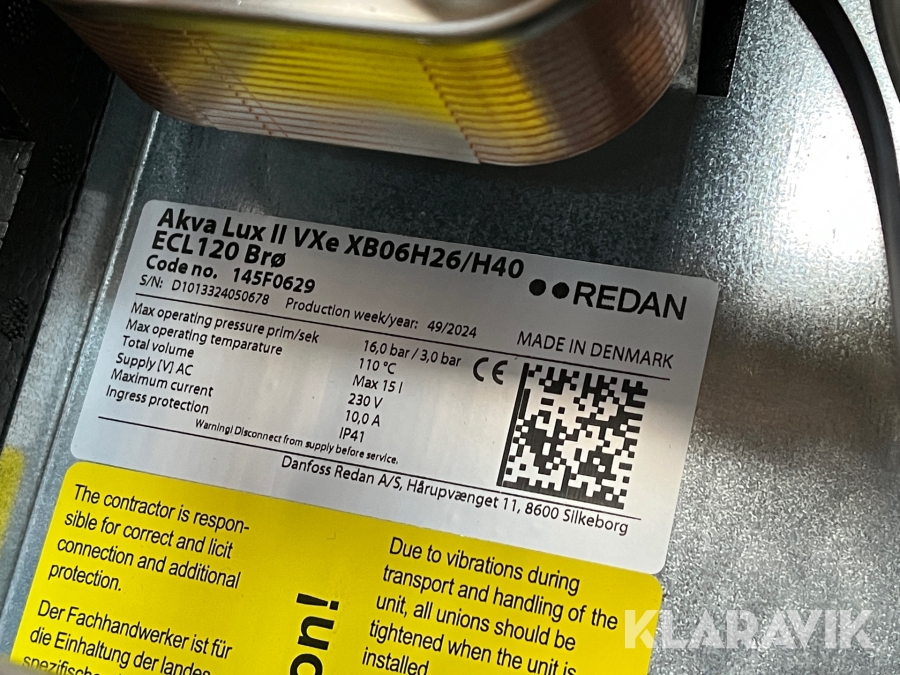 Akva Lux II VXe XB06H26/H40
ECL120 Brø
Code no. 145F0629
S/N: D1013324050678 Production week/year: 49/2024
REDAN
MADE IN DENMARK
CE
Max operating pressure prim/sek 16,0 bar / 3,0 bar
Max operating temparature 110 °C
Total volume Max 15 l
Supply [V] AC 230 V
Maximum current 10,0 A
Ingress protection IP41
Warning! Disconnect from supply before service.
Danfoss Redan A/S, Hårupvænget 11, 8600 Silkeborg
The contractor is respon-
sible for correct and licit
connection and additional
protection.
Der Fachhandwerker ist für
die Einhaltung der landes-
on!
Due to vibrations during
transport and handling of the
unit, all unions should be
tightened when the unit is
installed
KLARAVIK